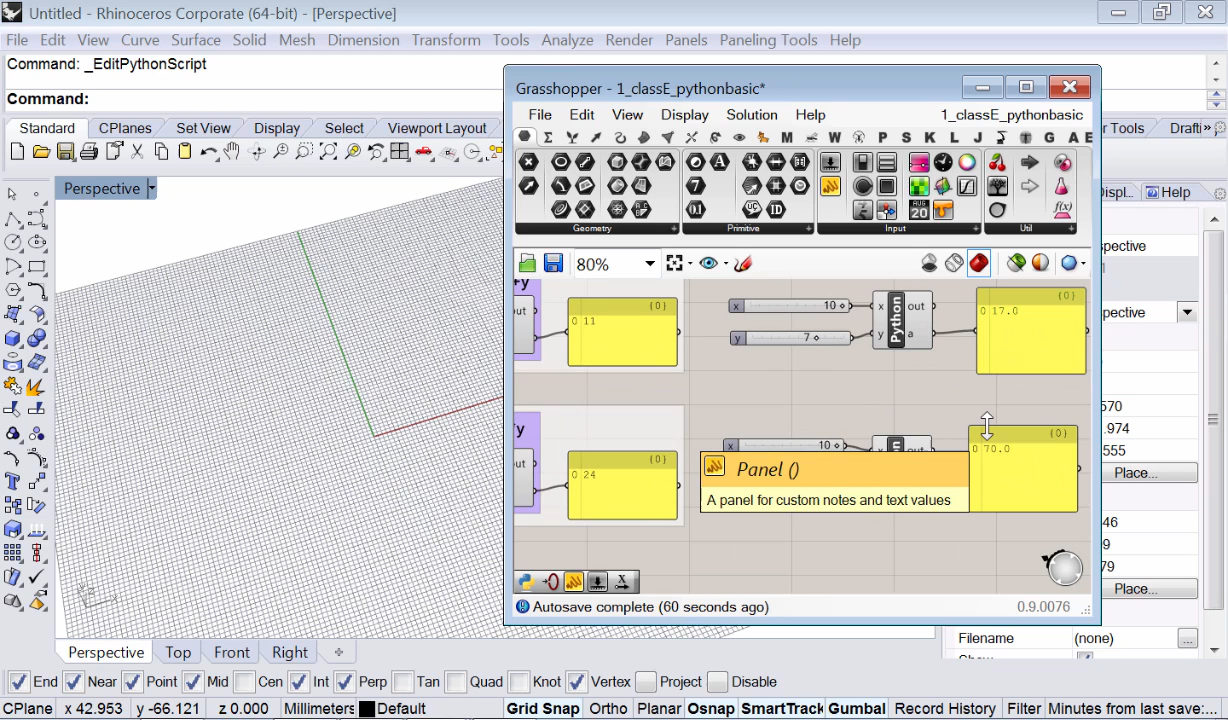 Untitled - Rhinoceros Corporate (64-bit) - [Perspective]
File Edit View Curve Surface Solid Mesh Dimension Transform Tools Analyze Render Panels Paneling Tools Help
Command: _EditPythonScript
Command:
Standard CPlanes Set View Display Select Viewport Layout
r Tools Drafti »
Perspective
ispl... Help
spective
spective
570
.974
555
Place...
46
9
79
Place...
Filename (none) ...
Grasshopper - 1_classE_pythonbasic*
File Edit View Display Solution Help 1_classE_pythonbasic
M W P S K L J G A E
Geometry Primitive Input Util
80%
+y
ut
{0}
0 11
x 10
y 7
x y Python out a
{0}
0 17.0
y
ut
{0}
0 24
x 10
x out
{0}
0 70.0
Panel ()
A panel for custom notes and text values
Autosave complete (60 seconds ago) 0.9.0076
Perspective Top Front Right
End Near Point Mid Cen Int Perp Tan Quad Knot Vertex Project Disable
CPlane x 42.953 y -66.121 z 0.000 Millimeters Default Grid Snap Ortho Planar Osnap SmartTrack Gumbal Record History Filter Minutes from last save:...